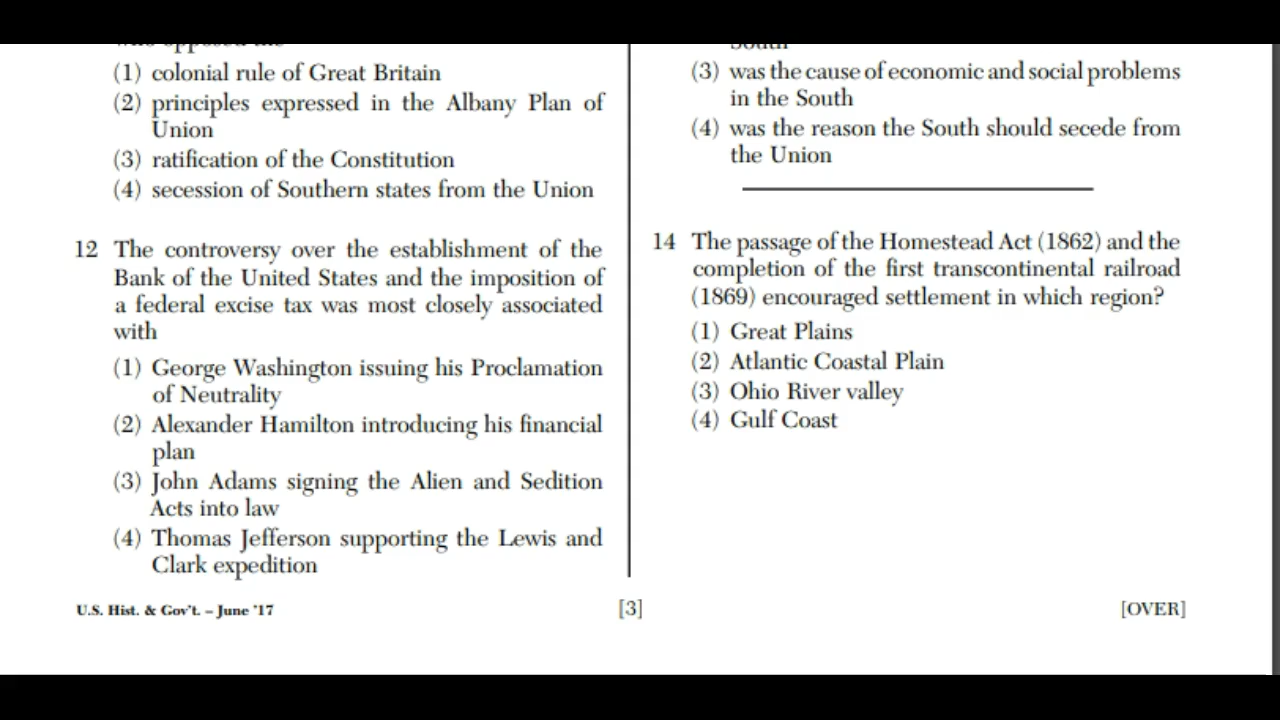 (1) colonial rule of Great Britain
(2) principles expressed in the Albany Plan of
Union
(3) ratification of the Constitution
(4) secession of Southern states from the Union
12 The controversy over the establishment of the
Bank of the United States and the imposition of
a federal excise tax was most closely associated
with
(1) George Washington issuing his Proclamation
of Neutrality
(2) Alexander Hamilton introducing his financial
plan
(3) John Adams signing the Alien and Sedition
Acts into law
(4) Thomas Jefferson supporting the Lewis and
Clark expedition
South
(3) was the cause of economic and social problems
in the South
(4) was the reason the South should secede from
the Union
14 The passage of the Homestead Act (1862) and the
completion of the first transcontinental railroad
(1869) encouraged settlement in which region?
(1) Great Plains
(2) Atlantic Coastal Plain
(3) Ohio River valley
(4) Gulf Coast
U.S. Hist. & Gov't. – June '17
[3]
[OVER]